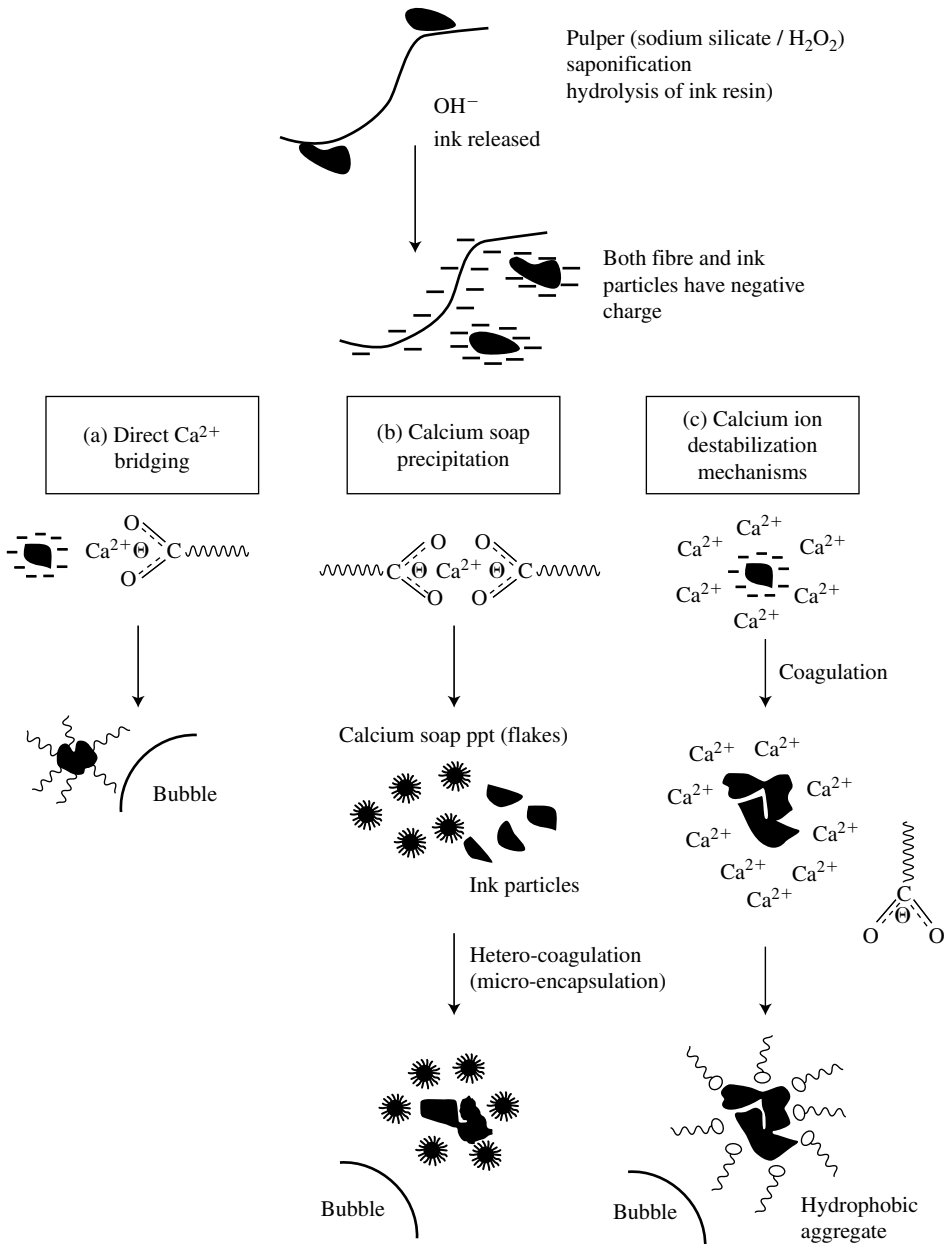 Pulper (sodium silicate / H₂O₂)
saponification
hydrolysis of ink resin)
OH⁻
ink released
Both fibre and ink
particles have negative
charge
(a) Direct Ca²⁺
bridging
(b) Calcium soap
precipitation
(c) Calcium ion
destabilization
mechanisms
O
Ca²⁺ Θ C
O
O O
C Θ Ca²⁺ Θ C
O O
Ca²⁺
Ca²⁺ Ca²⁺
Ca²⁺ Ca²⁺
Ca²⁺
Coagulation
Bubble
Calcium soap ppt (flakes)
Ink particles
Ca²⁺ Ca²⁺
Ca²⁺ Ca²⁺
Ca²⁺ Ca²⁺
Ca²⁺ Ca²⁺
Ca²⁺
C
Θ
O O
Hetero-coagulation
(micro-encapsulation)
Bubble
Bubble
Hydrophobic
aggregate